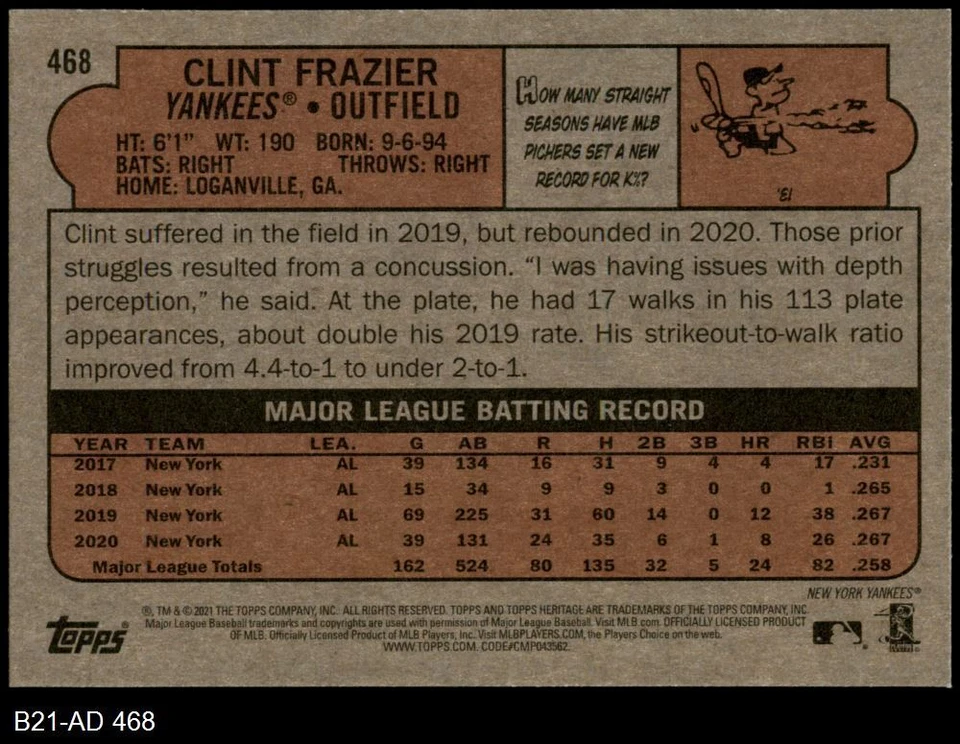 468
CLINT FRAZIER
YANKEES® • OUTFIELD
HT: 6'1" WT: 190 BORN: 9-6-94
BATS: RIGHT THROWS: RIGHT
HOME: LOGANVILLE, GA.
HOW MANY STRAIGHT
SEASONS HAVE MLB
PICHERS SET A NEW
RECORD FOR K%?
'EI
Clint suffered in the field in 2019, but rebounded in 2020. Those prior
struggles resulted from a concussion. “I was having issues with depth
perception,” he said. At the plate, he had 17 walks in his 113 plate
appearances, about double his 2019 rate. His strikeout-to-walk ratio
improved from 4.4-to-1 to under 2-to-1.
MAJOR LEAGUE BATTING RECORD
YEAR TEAM LEA. G AB R H 2B 3B HR RBI AVG
2017 New York AL 39 134 16 31 9 4 4 17 .231
2018 New York AL 15 34 9 9 3 0 0 1 .265
2019 New York AL 69 225 31 60 14 0 12 38 .267
2020 New York AL 39 131 24 35 6 1 8 26 .267
Major League Totals 162 524 80 135 32 5 24 82 .258
NEW YORK YANKEES®
®, TM & © 2021 THE TOPPS COMPANY, INC. ALL RIGHTS RESERVED. TOPPS AND TOPPS HERITAGE ARE TRADEMARKS OF THE TOPPS COMPANY, INC.
Major League Baseball trademarks and copyrights are used with permission of Major League Baseball. Visit MLB.com. OFFICIALLY LICENSED PRODUCT
OF MLB. Officially Licensed Product of MLB Players, Inc. Visit MLBPLAYERS.COM, the Players Choice on the web.
WWW.TOPPS.COM. CODE#CMP043562
topps®
B21-AD 468